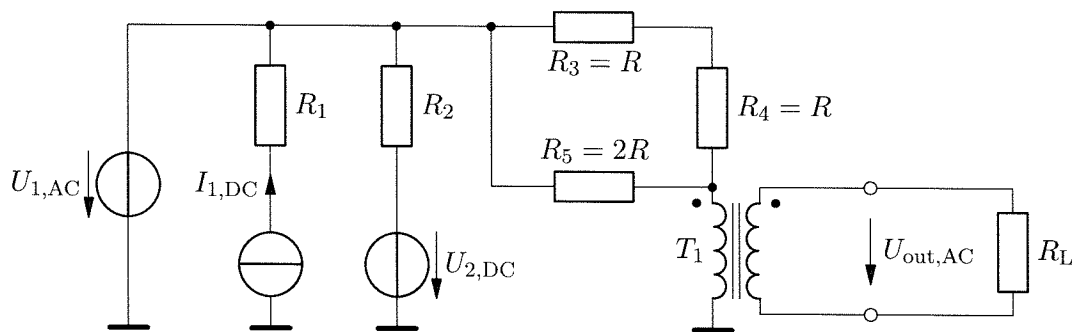 R₃ = R
R₁
R₂
R₄ = R
R₅ = 2R
U₁,AC
I₁,DC
T₁
U₂,DC
Uout,AC
RL